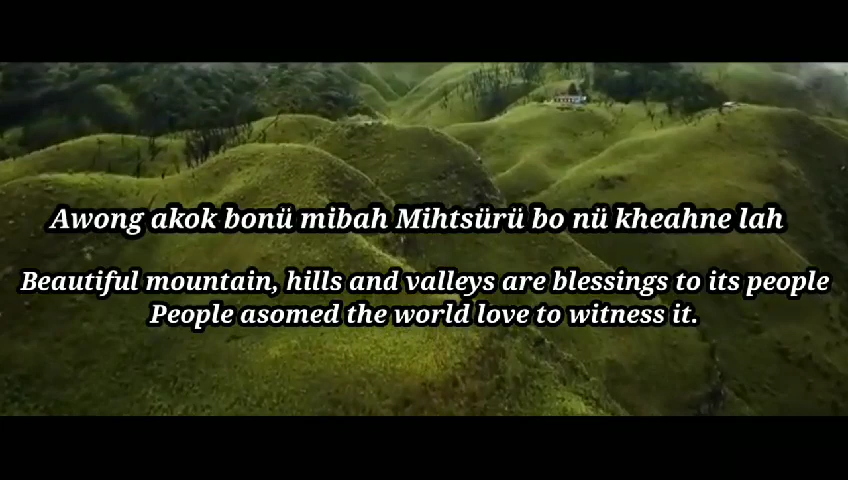 Awong akok bonü mibah Mihtsürü bo nü kheahne lah
Beautiful mountain, hills and valleys are blessings to its people
People asomed the world love to witness it.